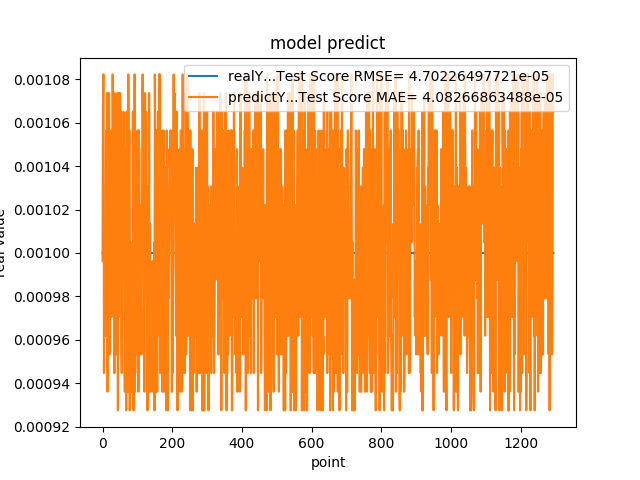 model predict
realY...Test Score RMSE= 4.70226497721e-05
predictY...Test Score MAE= 4.08266863488e-05
0.00108
0.00106
0.00104
0.00102
0.00100
0.00098
0.00096
0.00094
0.00092
real value
0 200 400 600 800 1000 1200
point